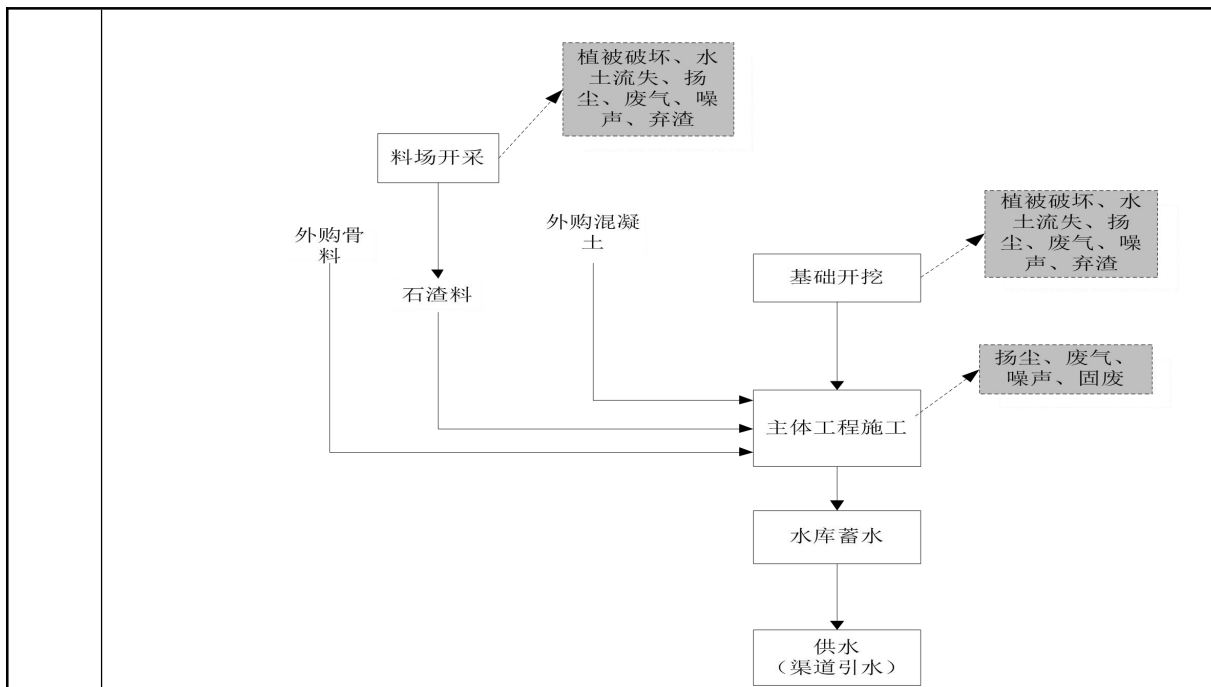 植被破坏、水
土流失、扬
尘、废气、噪
声、弃渣
料场开采
外购骨
料
外购混凝
土
石渣料
植被破坏、水
土流失、扬
尘、废气、噪
声、弃渣
基础开挖
扬尘、废气、
噪声、固废
主体工程施工
水库蓄水
供水
（渠道引水）